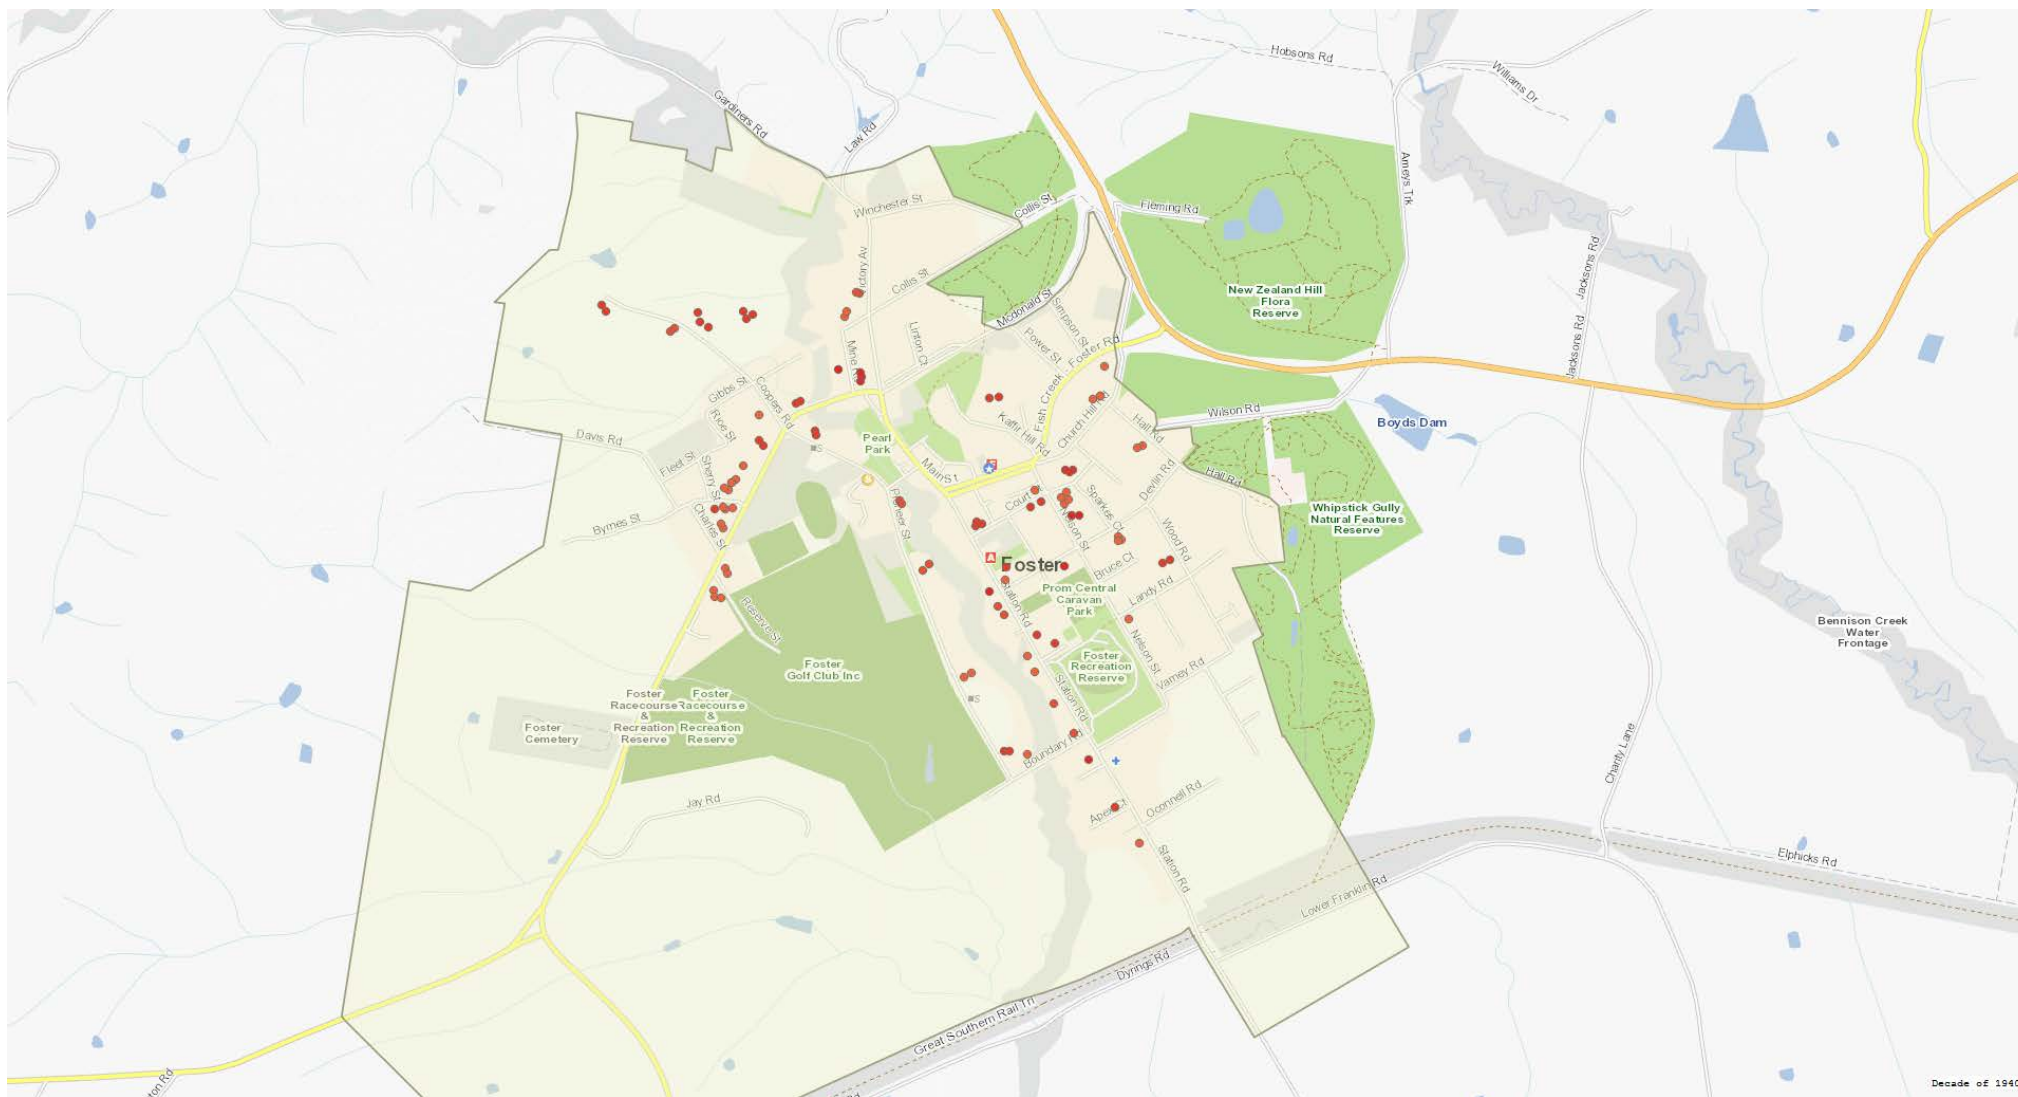 Hobsons Rd
Williams Dr
Gardiners Rd
Law Rd
Ameys Trk
Winchester St
Collis St
Fleming Rd
Jacksons Rd
Victory Av
Collis St
New Zealand Hill
Flora
Reserve
Mcdonald St
Simpson St
Power St
Linton Ct
Mine Rd
Fish Creek - Foster Rd
Jacksons Rd
Gibbs St
Coopers Rd
Wilson Rd
Boyds Dam
Davis Rd
Rioe St
Kaffir Hill Rd
Church Hill Rd
Hall Rd
Pearl
Park
S
Fleet St
Sherry St
Main St
Hall Rd
Devlin Rd
Court St
Sparkes Ct
Pioneer St
Nelson St
Wood Rd
Whipstick Gully
Natural Features
Reserve
Byrnes St
Charles St
A
Foster
Bruce Ct
Station Rd
Prom Central
Caravan
Park
Landy Rd
Reserve St
Bennison Creek
Water
Frontage
Foster
Golf Club Inc
Foster
Recreation
Reserve
Nelson St
Varney Rd
Foster
Racecourse
&
Recreation
Reserve
Foster
Racecourse
&
Recreation
Reserve
S
Station Rd
Foster
Cemetery
Boundary Rd
Charity Lane
Jay Rd
Apex Ct
Oconnell Rd
Station Rd
Elphicks Rd
Lower Franklin Rd
Dyrings Rd
Great Southern Rail Trl
ton Rd
Rd
Decade of 1940